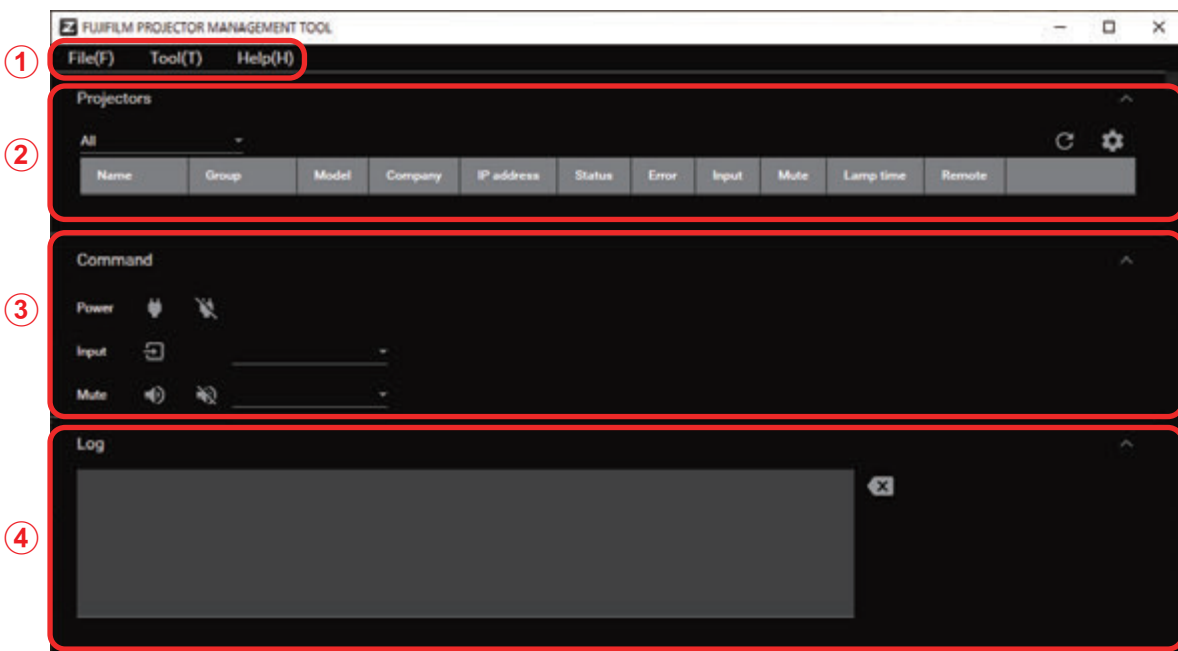 FUJIFILM PROJECTOR MANAGEMENT TOOL
① File(F) Tool(T) Help(H)
Projectors
② All
Name Group Model Company IP address Status Error Input Mute Lamp time Remote
Command
③ Power
Input
Mute
Log
④